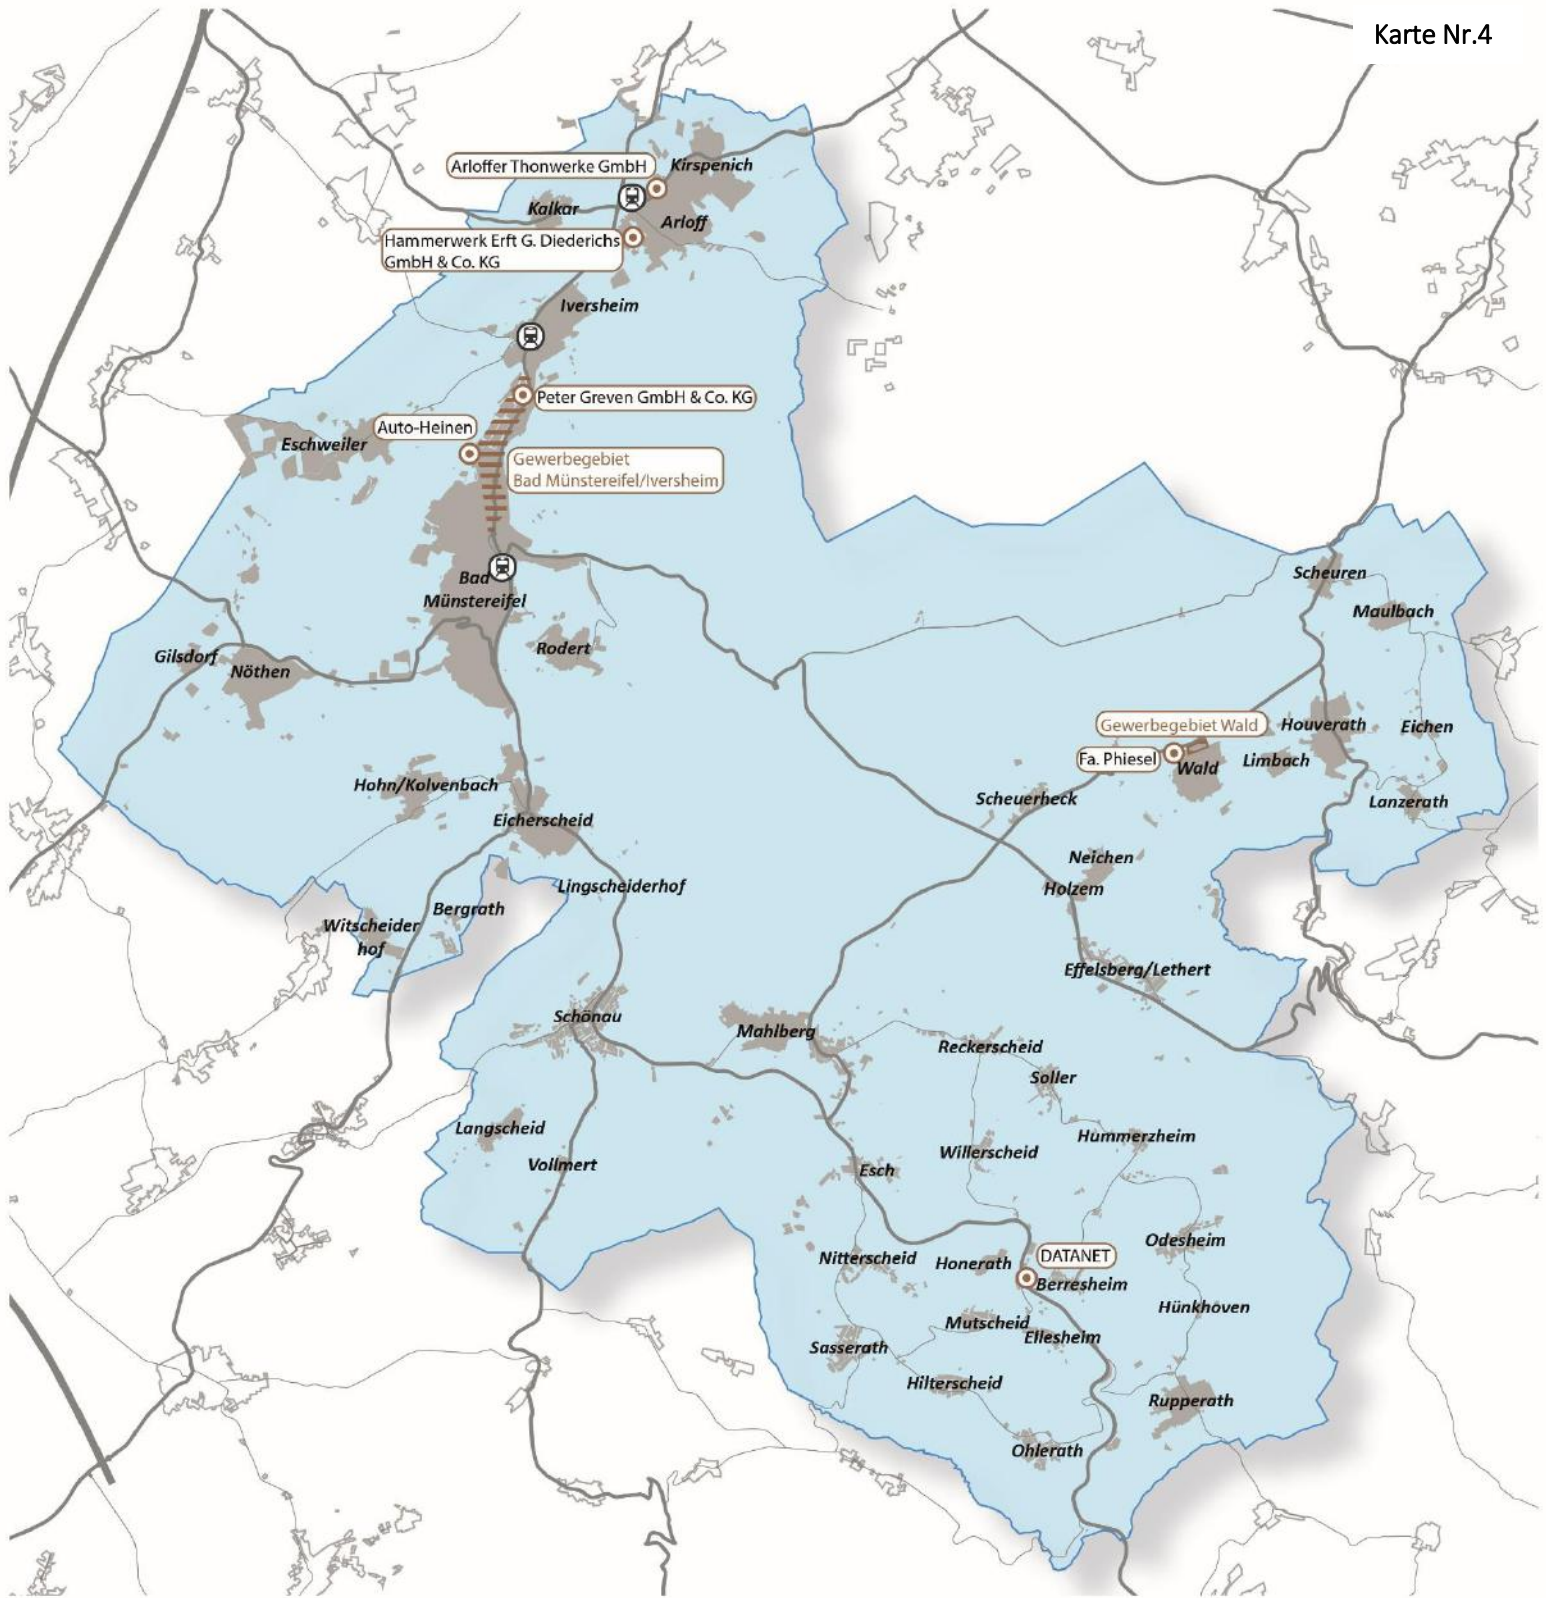 Karte Nr.4
Arloffer Thonwerke GmbH
Kirspenich
Kalkar
Arloff
Hammerwerk Erft G. Diederichs
GmbH & Co. KG
Iversheim
Peter Greven GmbH & Co. KG
Auto-Heinen
Eschweiler
Gewerbegebiet
Bad Münstereifel/Iversheim
Bad
Münstereifel
Scheuren
Maulbach
Rodert
Gilsdorf
Nöthen
Gewerbegebiet Wald
Houverath
Eichen
Fa. Phiesel
Wald
Limbach
Hohn/Kolvenbach
Scheuerheck
Lanzerath
Eicherscheid
Neichen
Holzem
Lingscheiderhof
Bergrath
Witscheider
hof
Effelsberg/Lethert
Schönau
Mahlberg
Reckerscheid
Soller
Langscheid
Hummerzheim
Willerscheid
Vollmert
Esch
Odesheim
Nitterscheid
Honerath
DATANET
Berresheim
Hünkhoven
Mutscheid
Ellesheim
Sasserath
Hilterscheid
Rupperath
Ohlerath